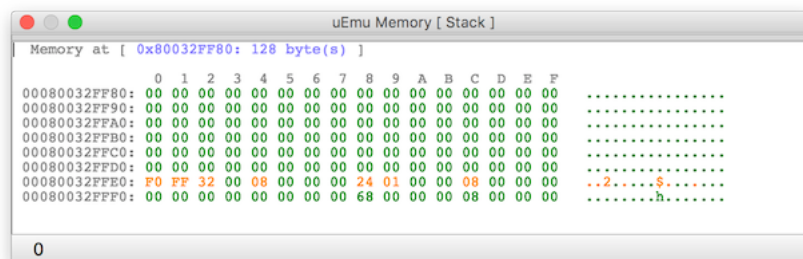 uEmu Memory [ Stack ]
Memory at [ 0x80032FF80: 128 byte(s) ]
0 1 2 3 4 5 6 7 8 9 A B C D E F
00080032FF80: 00 00 00 00 00 00 00 00 00 00 00 00 00 00 00 00 ................
00080032FF90: 00 00 00 00 00 00 00 00 00 00 00 00 00 00 00 00 ................
00080032FFA0: 00 00 00 00 00 00 00 00 00 00 00 00 00 00 00 00 ................
00080032FFB0: 00 00 00 00 00 00 00 00 00 00 00 00 00 00 00 00 ................
00080032FFC0: 00 00 00 00 00 00 00 00 00 00 00 00 00 00 00 00 ................
00080032FFD0: 00 00 00 00 00 00 00 00 00 00 00 00 00 00 00 00 ................
00080032FFE0: F0 FF 32 00 08 00 00 00 24 01 00 00 08 00 00 00 ..2.....$.......
00080032FFF0: 00 00 00 00 00 00 00 00 68 00 00 00 08 00 00 00 ........h.......
0